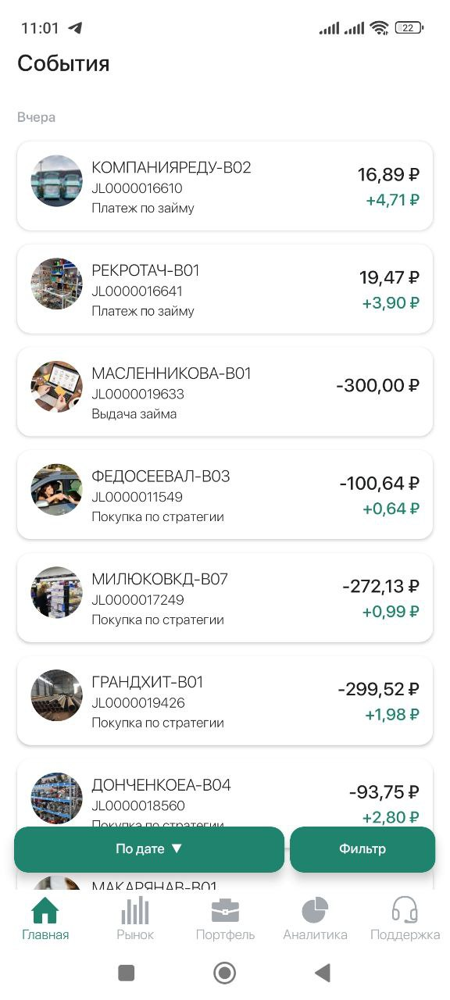 11:01
22
События
Вчера
КОМПАНИЯРЕДУ-В02
16,89 ₽
JL0000016610
+4,71 ₽
Платеж по займу
РЕКРОТАЧ-В01
19,47 ₽
JL0000016641
+3,90 ₽
Платеж по займу
МАСЛЕННИКОВА-В01
-300,00 ₽
JL0000019633
Выдача займа
ФЕДОСЕЕВАЛ-В03
-100,64 ₽
JL0000011549
+0,64 ₽
Покупка по стратегии
МИЛЮКОВКД-В07
-272,13 ₽
JL0000017249
+0,99 ₽
Покупка по стратегии
ГРАНДХИТ-В01
-299,52 ₽
JL0000019426
+1,98 ₽
Покупка по стратегии
ДОНЧЕНКОЕА-В04
-93,75 ₽
JL0000018560
+2,80 ₽
Покупка по стратегии
По дате ▼
Фильтр
МАКАРЯНАВ-В01
Главная
Рынок
Портфель
Аналитика
Поддержка